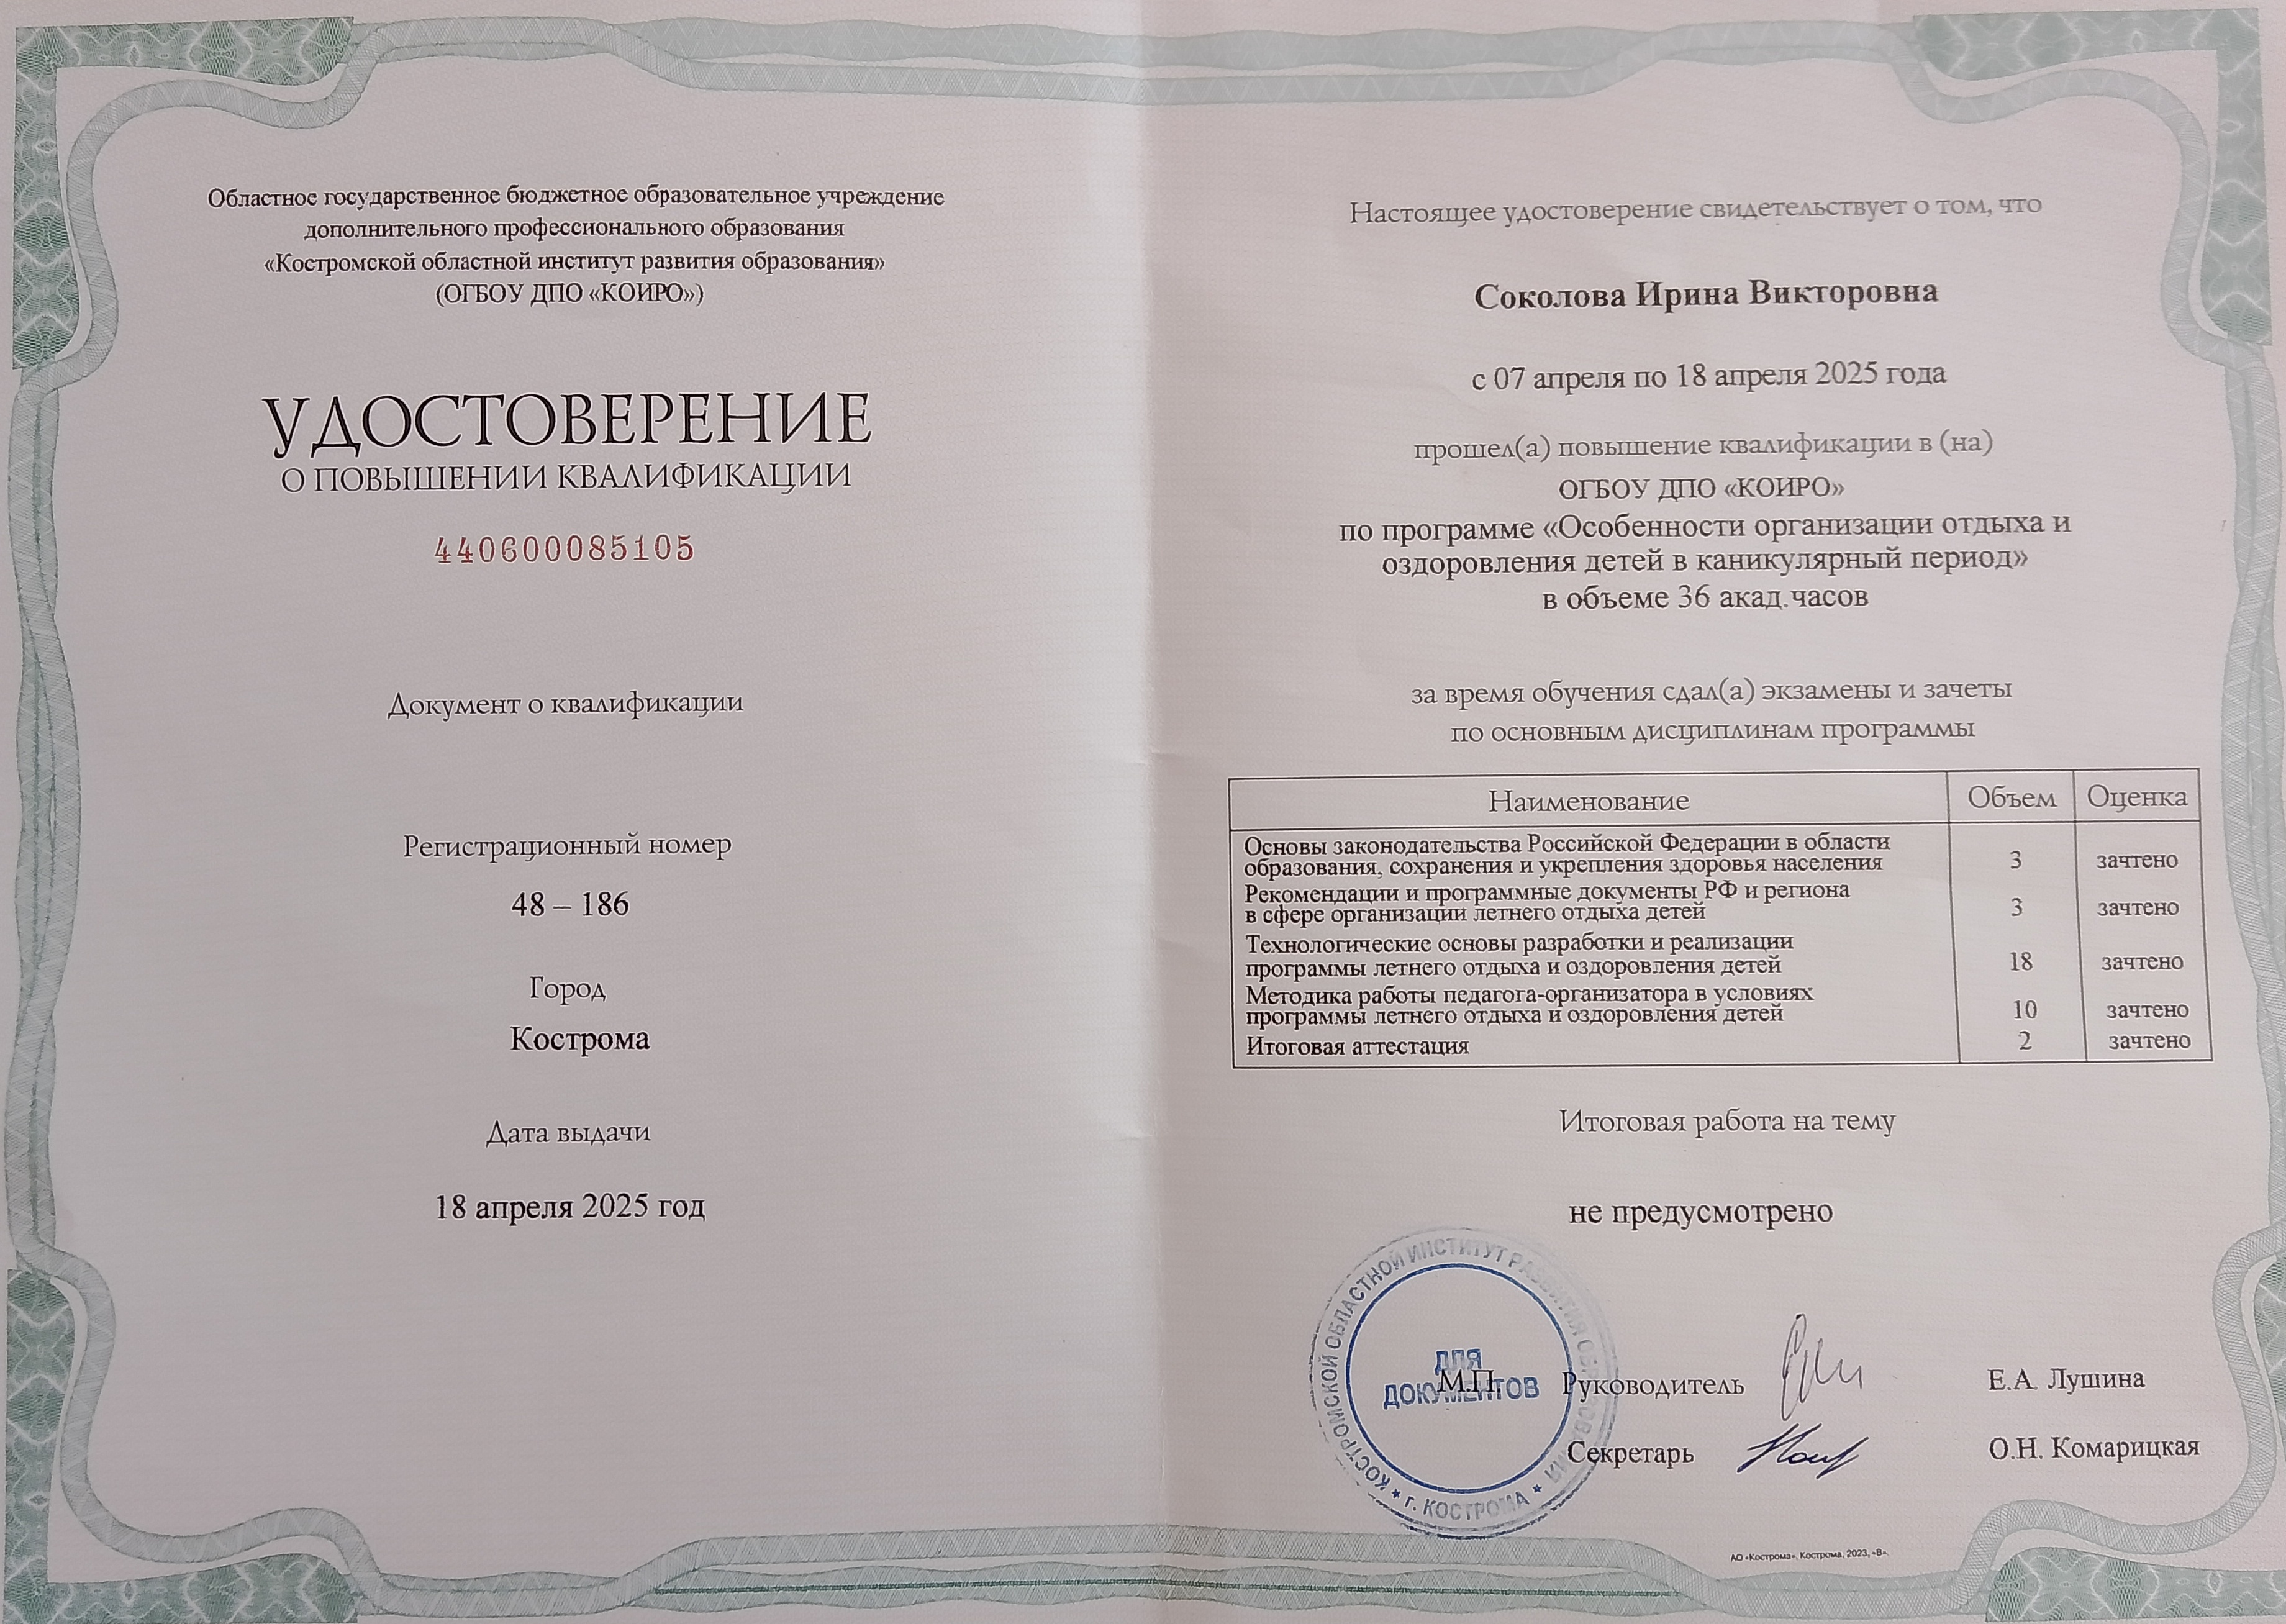 Областное государственное бюджетное образовательное учреждение
дополнительного профессионального образования
«Костромской областной институт развития образования»
(ОГБОУ ДПО «КОИРО»)
УДОСТОВЕРЕНИЕ
О ПОВЫШЕНИИ КВАЛИФИКАЦИИ
440600085105
Документ о квалификации
Регистрационный номер
48 – 186
Город
Кострома
Дата выдачи
18 апреля 2025 год
Настоящее удостоверение свидетельствует о том, что
Соколова Ирина Викторовна
с 07 апреля по 18 апреля 2025 года
прошел(а) повышение квалификации в (на)
ОГБОУ ДПО «КОИРО»
по программе «Особенности организации отдыха и
оздоровления детей в каникулярный период»
в объеме 36 акад.часов
за время обучения сдал(а) экзамены и зачеты
по основным дисциплинам программы
Наименование Объем Оценка
Основы законодательства Российской Федерации в области
образования, сохранения и укрепления здоровья населения 3 зачтено
Рекомендации и программные документы РФ и региона
в сфере организации летнего отдыха детей 3 зачтено
Технологические основы разработки и реализации
программы летнего отдыха и оздоровления детей 18 зачтено
Методика работы педагога-организатора в условиях
программы летнего отдыха и оздоровления детей 10 зачтено
Итоговая аттестация 2 зачтено
Итоговая работа на тему
не предусмотрено
КОСТРОМСКОЙ ОБЛАСТНОЙ ИНСТИТУТ РАЗВИТИЯ ОБРАЗОВАНИЯ
* г. КОСТРОМА *
ДЛЯ
ДОКУМЕНТОВ
М.П. Руководитель Е.А. Лушина
Секретарь О.Н. Комарицкая
АО «Кострома», Кострома, 2023, «В».